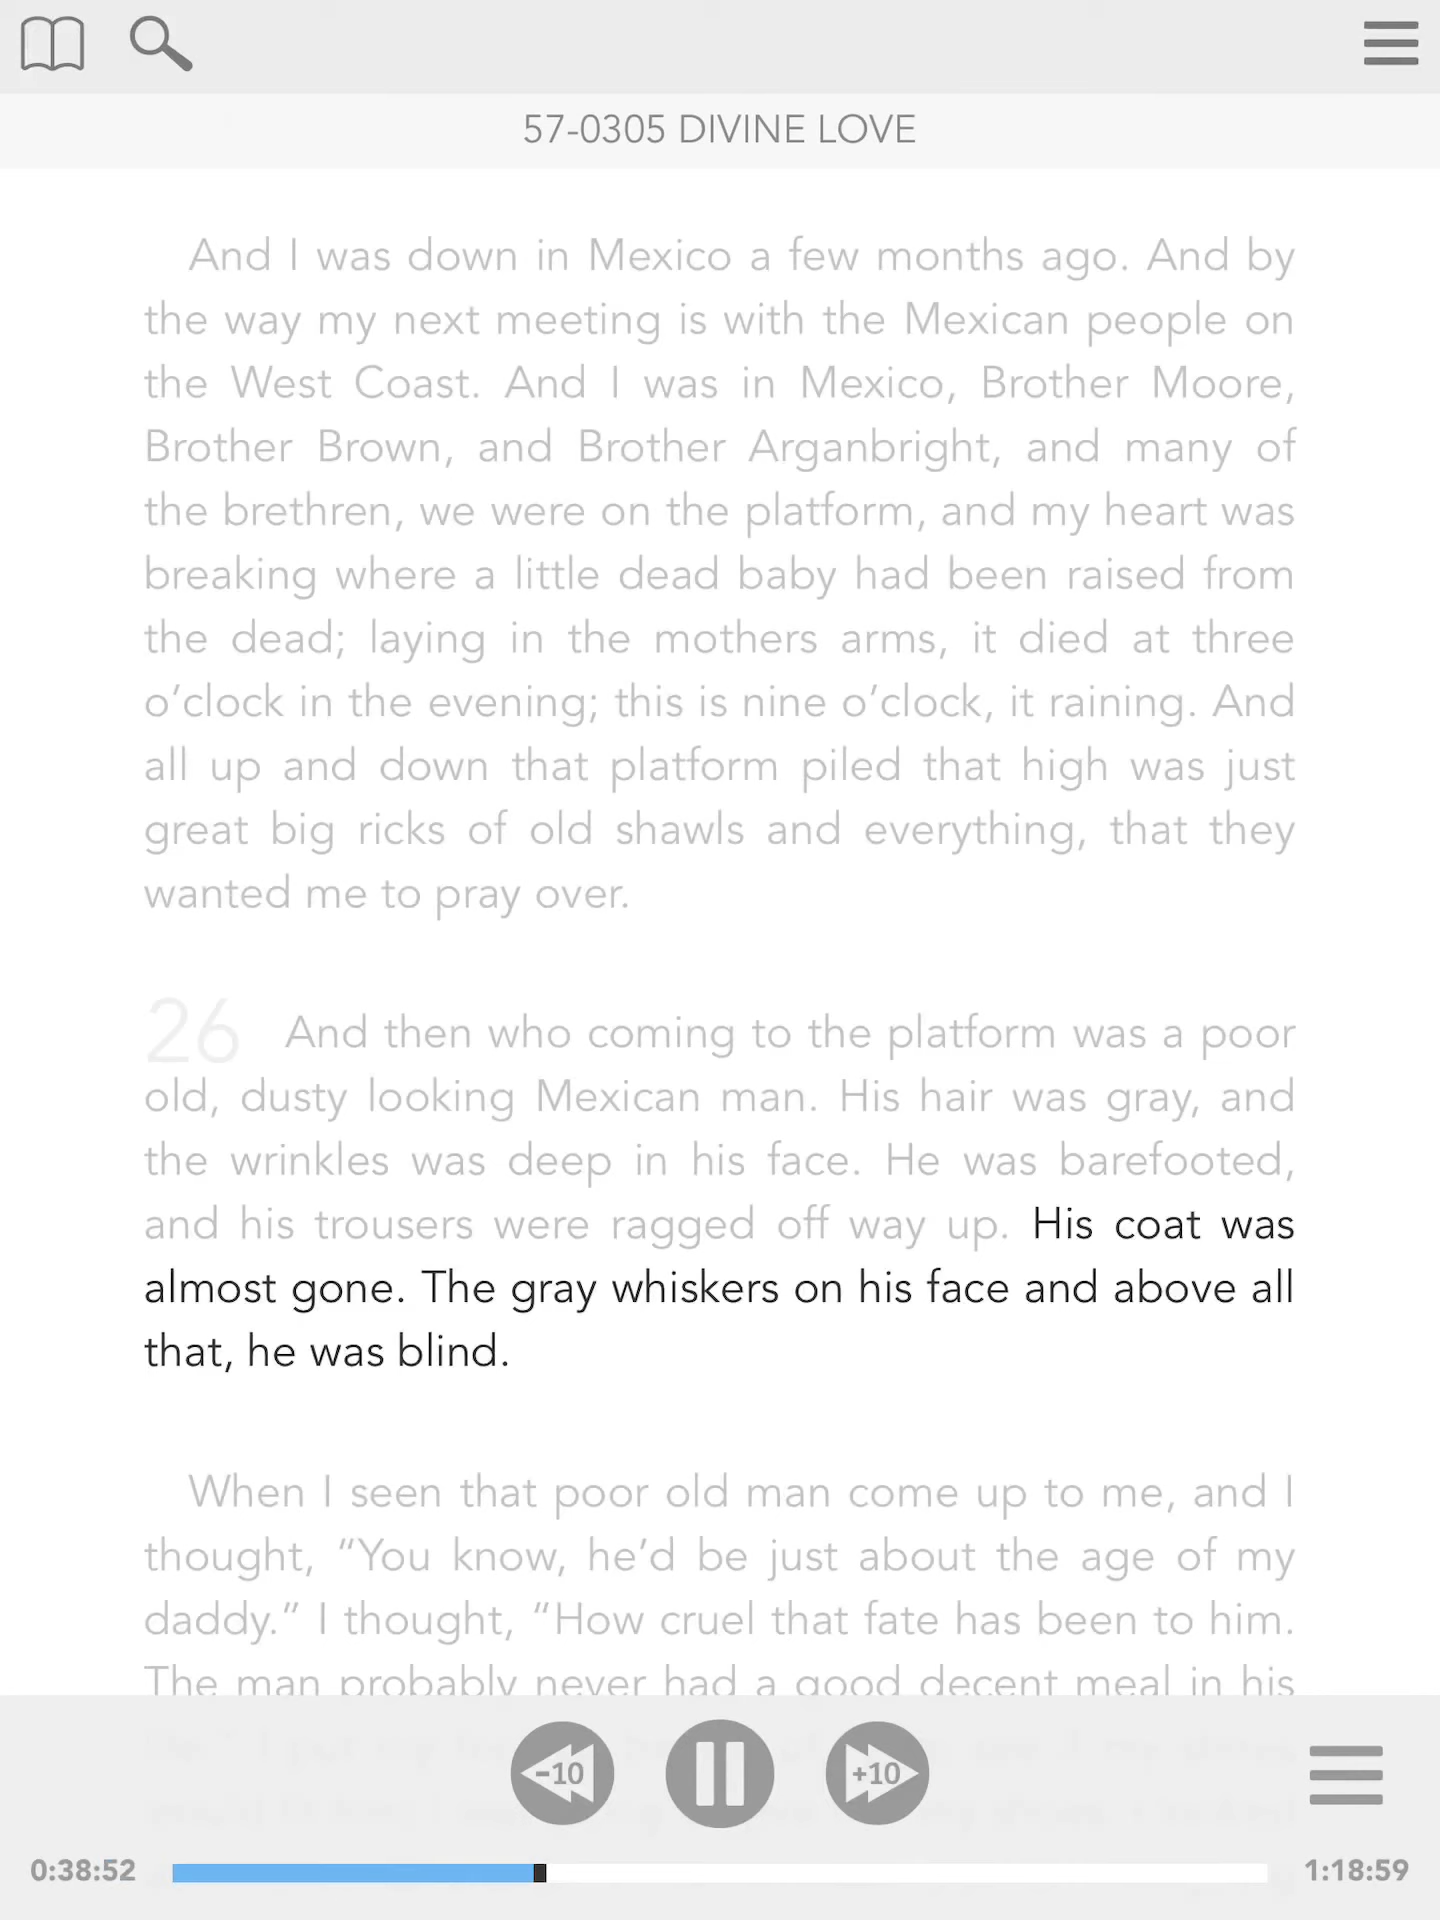 57-0305 DIVINE LOVE
And I was down in Mexico a few months ago. And by
the way my next meeting is with the Mexican people on
the West Coast. And I was in Mexico, Brother Moore,
Brother Brown, and Brother Arganbright, and many of
the brethren, we were on the platform, and my heart was
breaking where a little dead baby had been raised from
the dead; laying in the mothers arms, it died at three
o’clock in the evening; this is nine o’clock, it raining. And
all up and down that platform piled that high was just
great big ricks of old shawls and everything, that they
wanted me to pray over.
26 And then who coming to the platform was a poor
old, dusty looking Mexican man. His hair was gray, and
the wrinkles was deep in his face. He was barefooted,
and his trousers were ragged off way up. His coat was
almost gone. The gray whiskers on his face and above all
that, he was blind.
When I seen that poor old man come up to me, and I
thought, “You know, he’d be just about the age of my
daddy.” I thought, “How cruel that fate has been to him.
The man probably never had a good decent meal in his
-10 +10
0:38:52 1:18:59